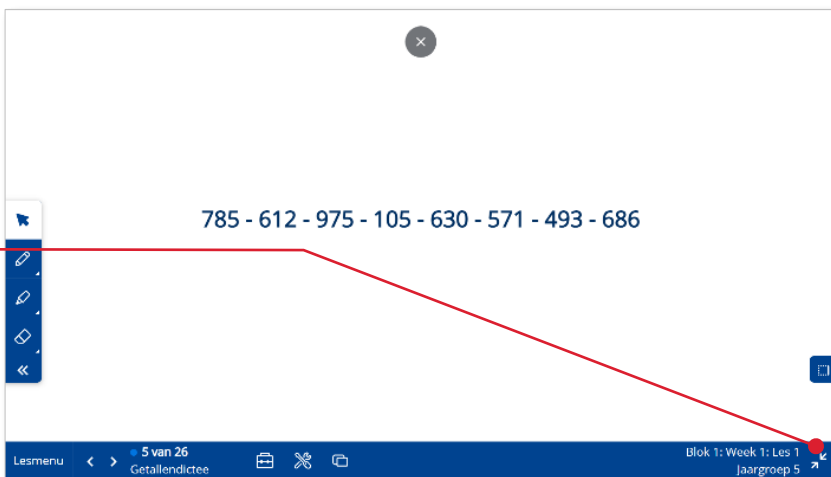 785 - 612 - 975 - 105 - 630 - 571 - 493 - 686
Lesmenu
5 van 26
Getallendictee
Blok 1: Week 1: Les 1
Jaargroep 5